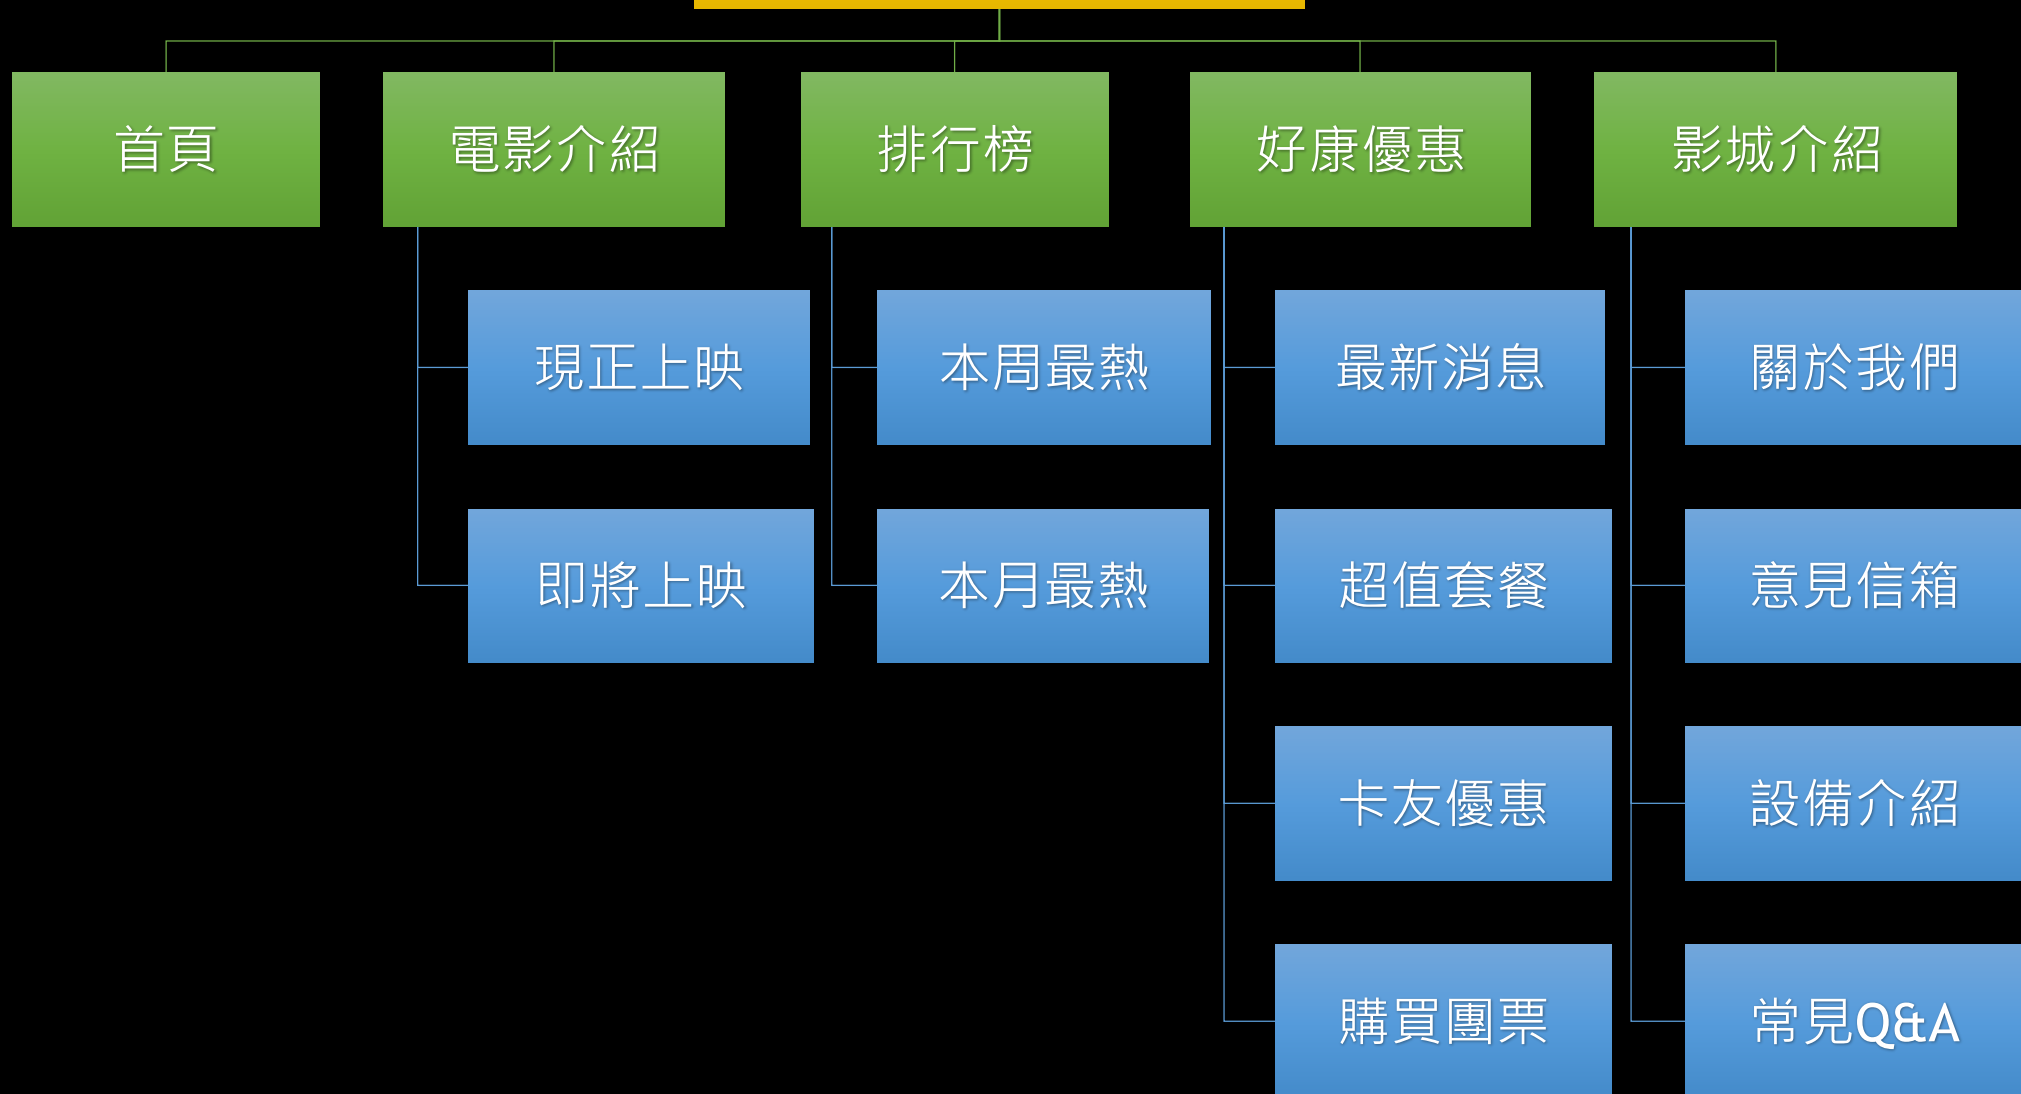 首頁
電影介紹
排行榜
好康優惠
影城介紹
現正上映
本周最熱
最新消息
關於我們
即將上映
本月最熱
超值套餐
意見信箱
卡友優惠
設備介紹
購買團票
常見Q&A